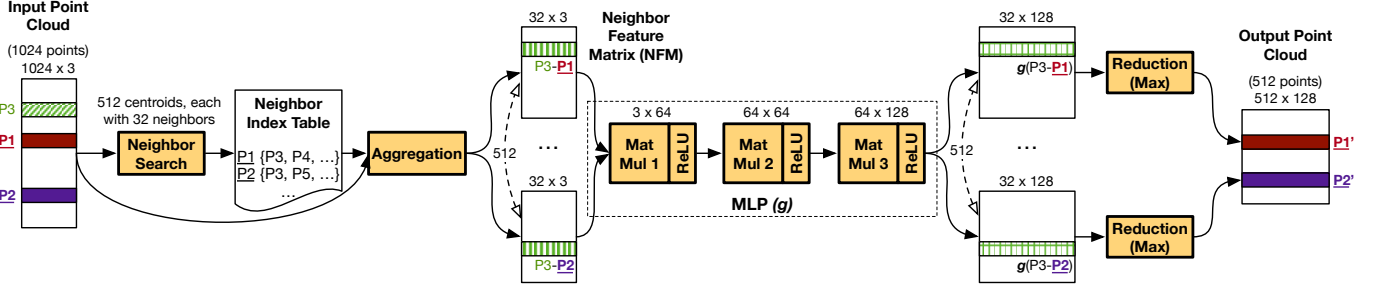 Input Point
Cloud
(1024 points)
1024 x 3
P3
P1
P2
512 centroids, each
with 32 neighbors
Neighbor
Search
Neighbor
Index Table
P1 {P3, P4, …}
P2 {P3, P5, …}
…
Aggregation
512
32 x 3
P3-P1
Neighbor
Feature
Matrix (NFM)
…
32 x 3
P3-P2
3 x 64
Mat
Mul 1
ReLU
64 x 64
Mat
Mul 2
ReLU
64 x 128
Mat
Mul 3
ReLU
MLP (g)
512
32 x 128
g(P3-P1)
…
32 x 128
g(P3-P2)
Reduction
(Max)
Reduction
(Max)
Output Point
Cloud
(512 points)
512 x 128
P1’
P2’